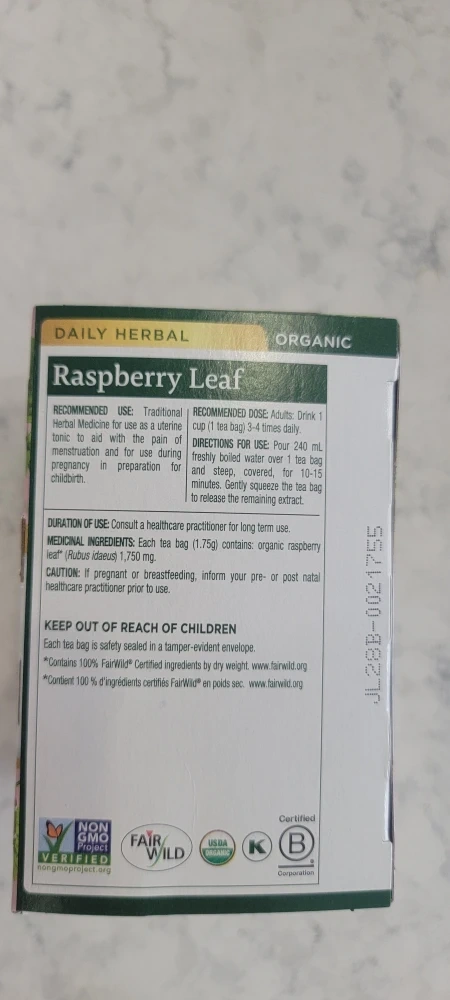 DAILY HERBAL
ORGANIC
Raspberry Leaf
RECOMMENDED USE: Traditional
Herbal Medicine for use as a uterine
tonic to aid with the pain of
menstruation and for use during
pregnancy in preparation for
childbirth.
RECOMMENDED DOSE: Adults: Drink 1
cup (1 tea bag) 3-4 times daily.
DIRECTIONS FOR USE: Pour 240 mL
freshly boiled water over 1 tea bag
and steep, covered, for 10-15
minutes. Gently squeeze the tea bag
to release the remaining extract.
DURATION OF USE: Consult a healthcare practitioner for long term use.
MEDICINAL INGREDIENTS: Each tea bag (1.75g) contains: organic raspberry
leaf* (Rubus idaeus) 1,750 mg.
CAUTION: If pregnant or breastfeeding, inform your pre- or post natal
healthcare practitioner prior to use.
KEEP OUT OF REACH OF CHILDREN
Each tea bag is safety sealed in a tamper-evident envelope.
*Contains 100% FairWild® Certified ingredients by dry weight. www.fairwild.org
*Contient 100 % d'ingrédients certifiés FairWild® en poids sec. www.fairwild.org
JL28B-0021755
NON
GMO
Project
VERIFIED
nongmoproject.org
FAIR
WILD
USDA
ORGANIC
K
Certified
B
Corporation